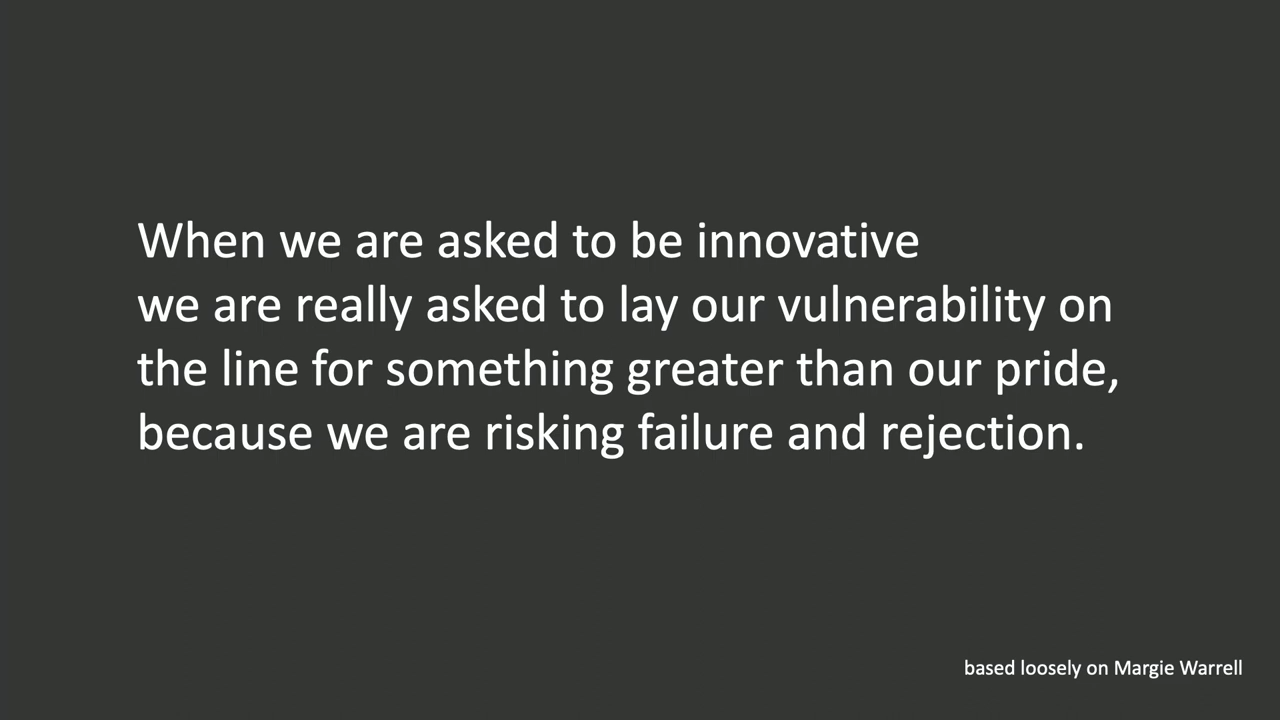 When we are asked to be innovative
we are really asked to lay our vulnerability on
the line for something greater than our pride,
because we are risking failure and rejection.
based loosely on Margie Warrell